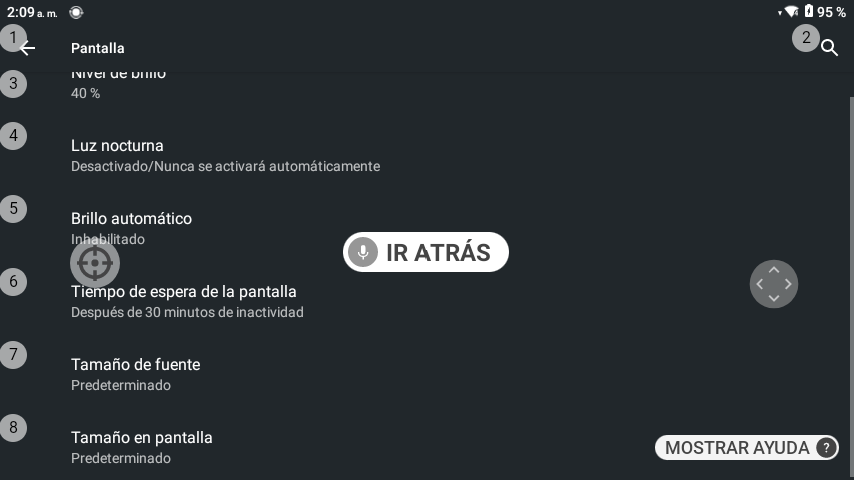 2:09 a. m.
95 %
1
Pantalla
2
3
Nivel de brillo
40 %
4
Luz nocturna
Desactivado/Nunca se activará automáticamente
5
Brillo automático
Inhabilitado
IR ATRÁS
6
Tiempo de espera de la pantalla
Después de 30 minutos de inactividad
7
Tamaño de fuente
Predeterminado
8
Tamaño en pantalla
Predeterminado
MOSTRAR AYUDA ?